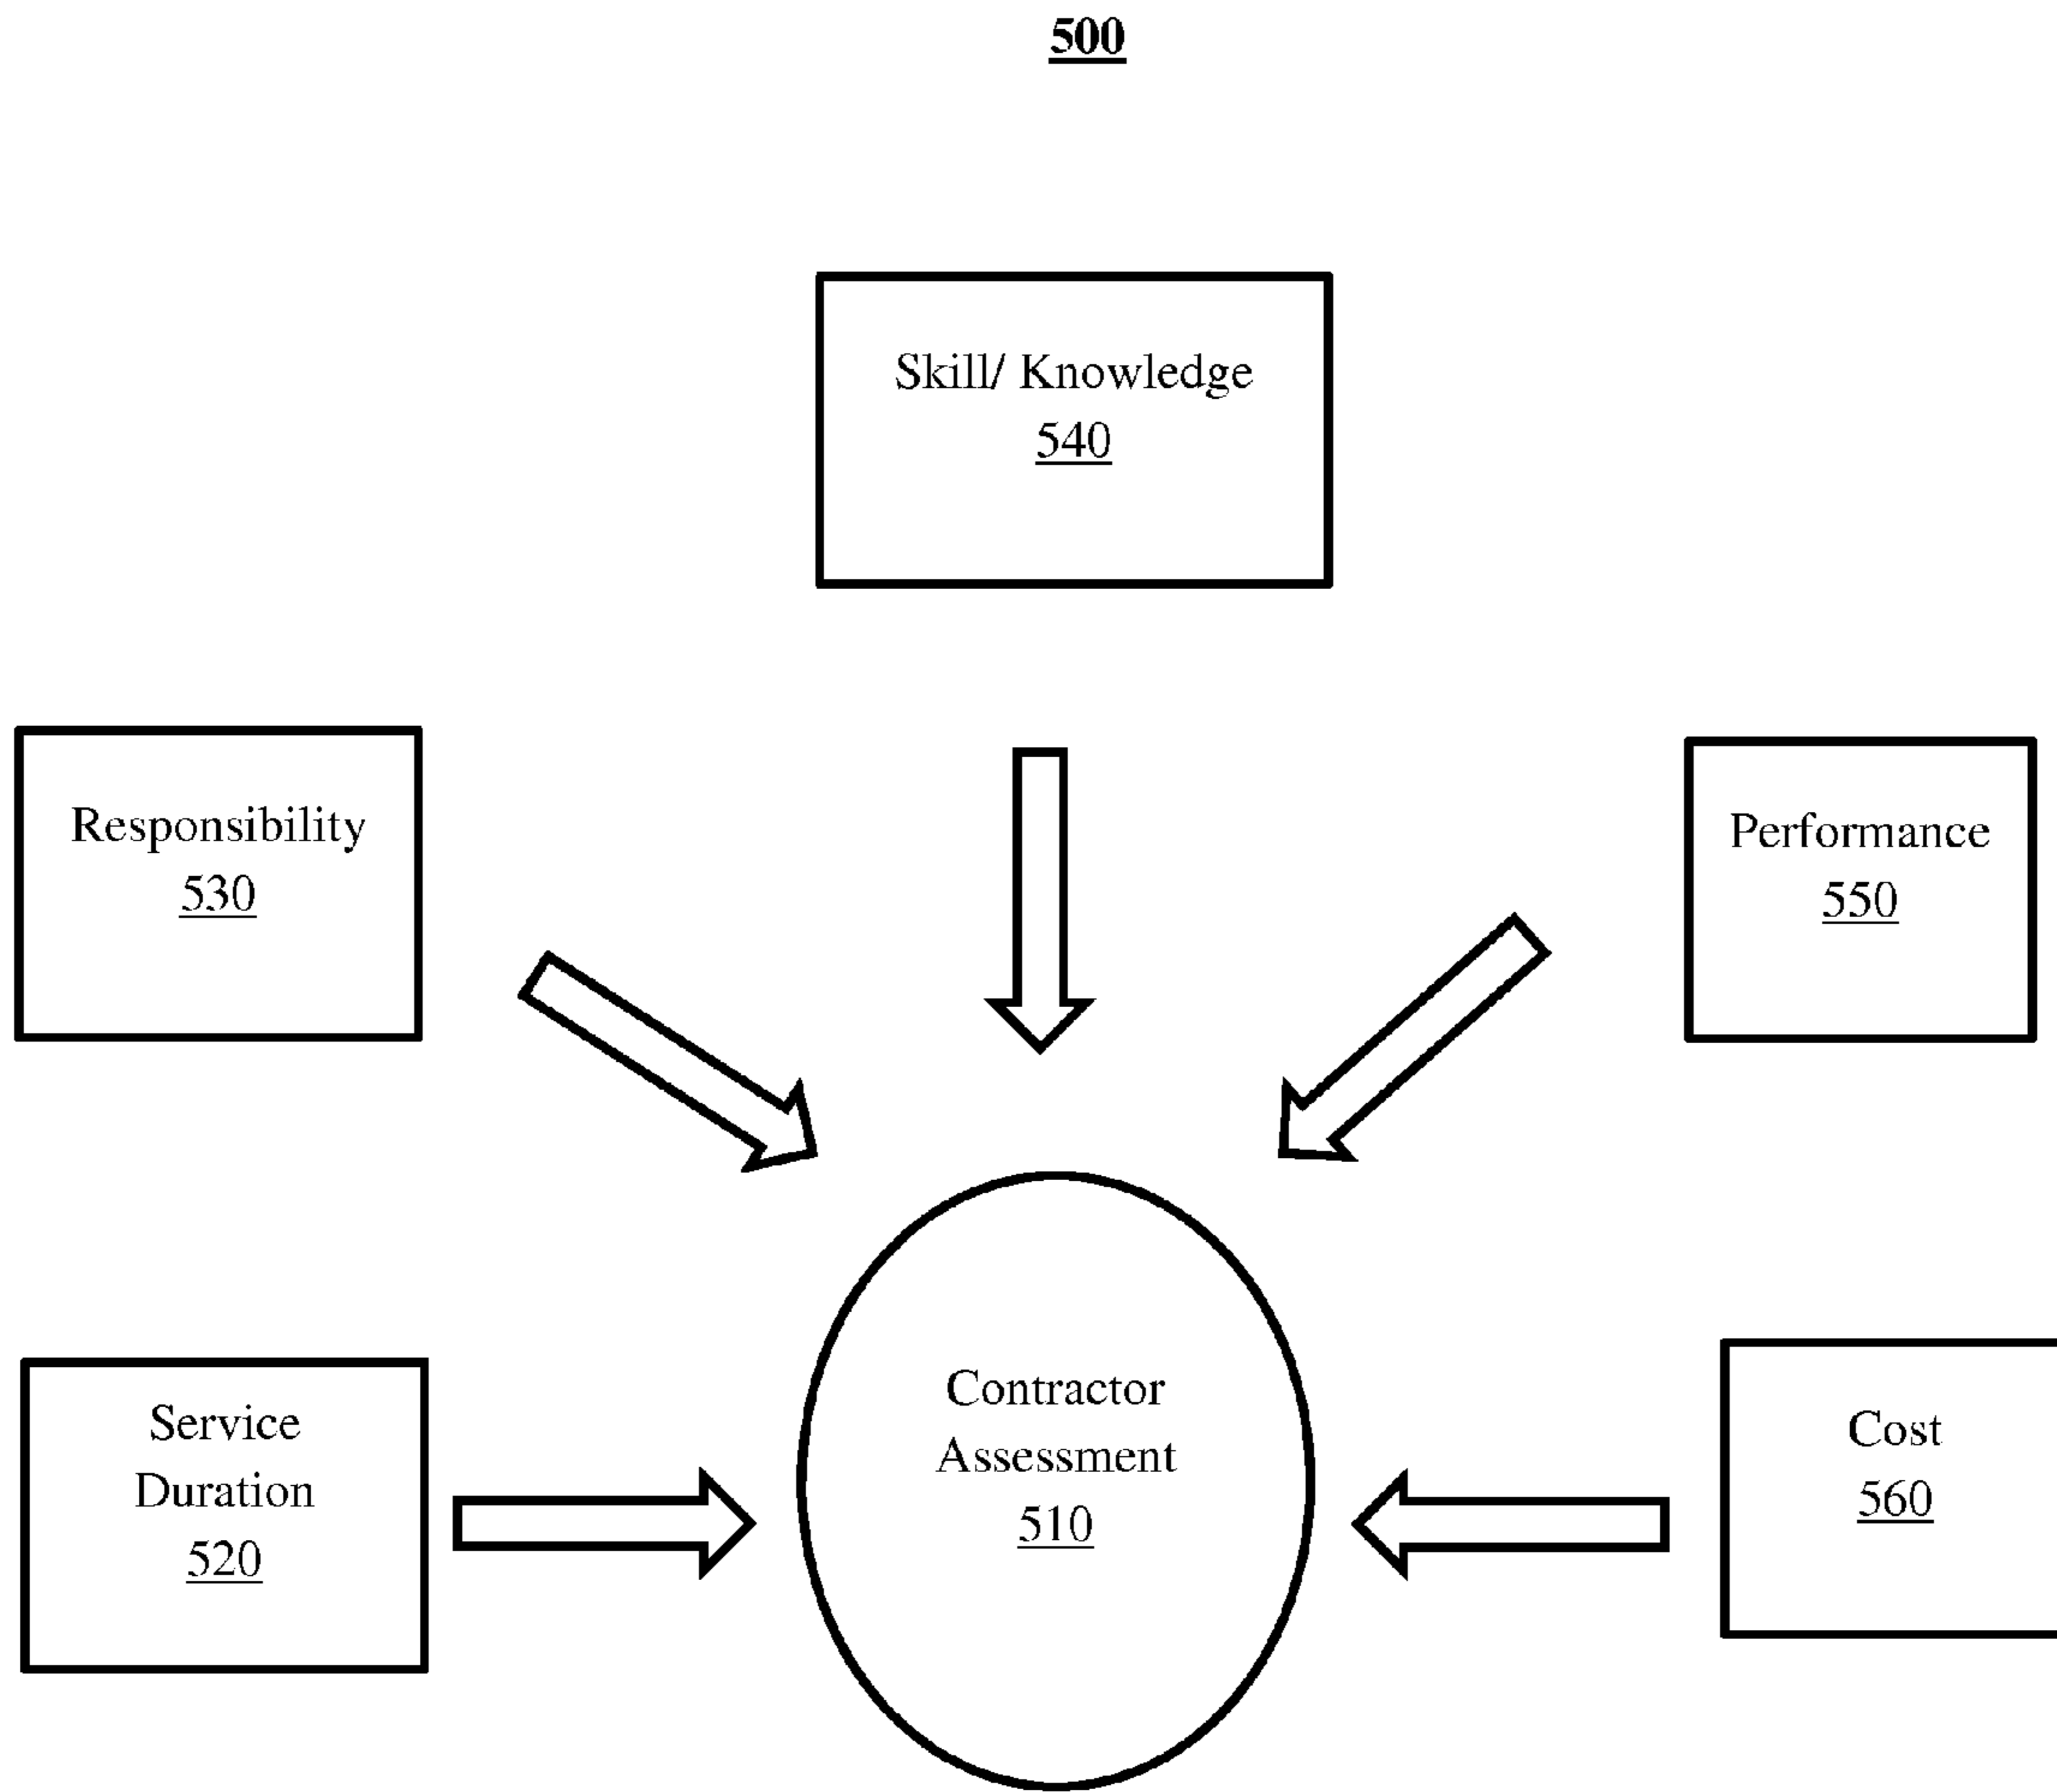 500
Skill/ Knowledge
540
Responsibility
530
Performance
550
Service
Duration
520
Contractor
Assessment
510
Cost
560